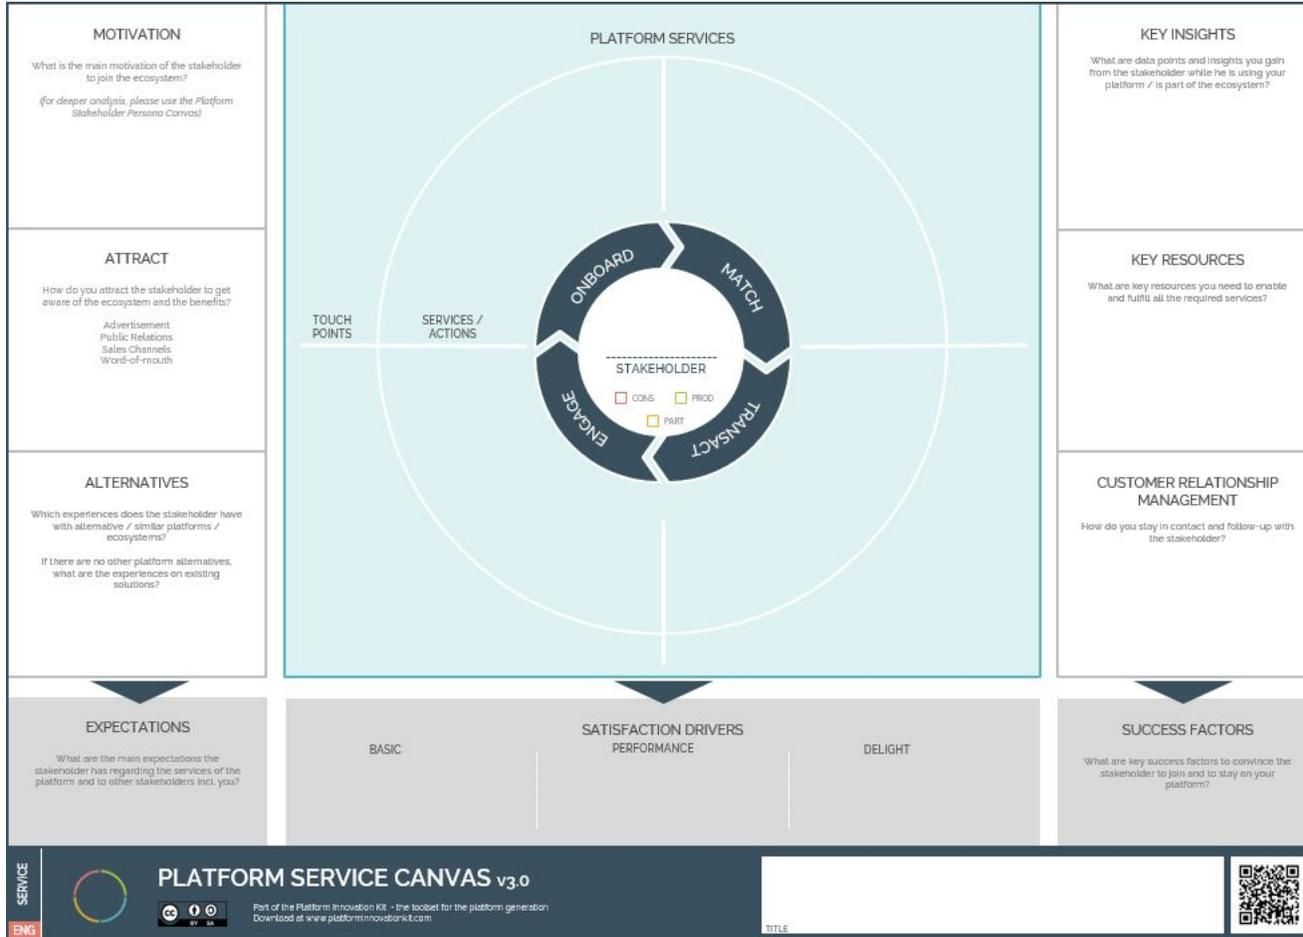 MOTIVATION
What is the main motivation of the stakeholder
to join the ecosystem?
(for deeper analysis, please use the Platform
Stakeholder Persona Canvas)
ATTRACT
How do you attract the stakeholder to get
aware of the ecosystem and the benefits?
Advertisement
Public Relations
Sales Channels
Word-of-mouth
ALTERNATIVES
Which experiences does the stakeholder have
with alternative / similar platforms /
ecosystems?
If there are no other platform alternatives,
what are the experiences on existing
solutions?
PLATFORM SERVICES
TOUCH
POINTS
SERVICES /
ACTIONS
ONBOARD
MATCH
TRANSACT
ENGAGE
STAKEHOLDER
CONS
PROD
PART
KEY INSIGHTS
What are data points and insights you gain
from the stakeholder while he is using your
platform / is part of the ecosystem?
KEY RESOURCES
What are key resources you need to enable
and fulfill all the required services?
CUSTOMER RELATIONSHIP
MANAGEMENT
How do you stay in contact and follow-up with
the stakeholder?
EXPECTATIONS
What are the main expectations the
stakeholder has regarding the services of the
platform and to other stakeholders incl. you?
SATISFACTION DRIVERS
BASIC
PERFORMANCE
DELIGHT
SUCCESS FACTORS
What are key success factors to convince the
stakeholder to join and to stay on your
platform?
SERVICE
ENG
PLATFORM SERVICE CANVAS v3.0
cc
BY SA
Part of the Platform Innovation Kit - the toolset for the platform generation
Download at www.platforminnovationkit.com
TITLE